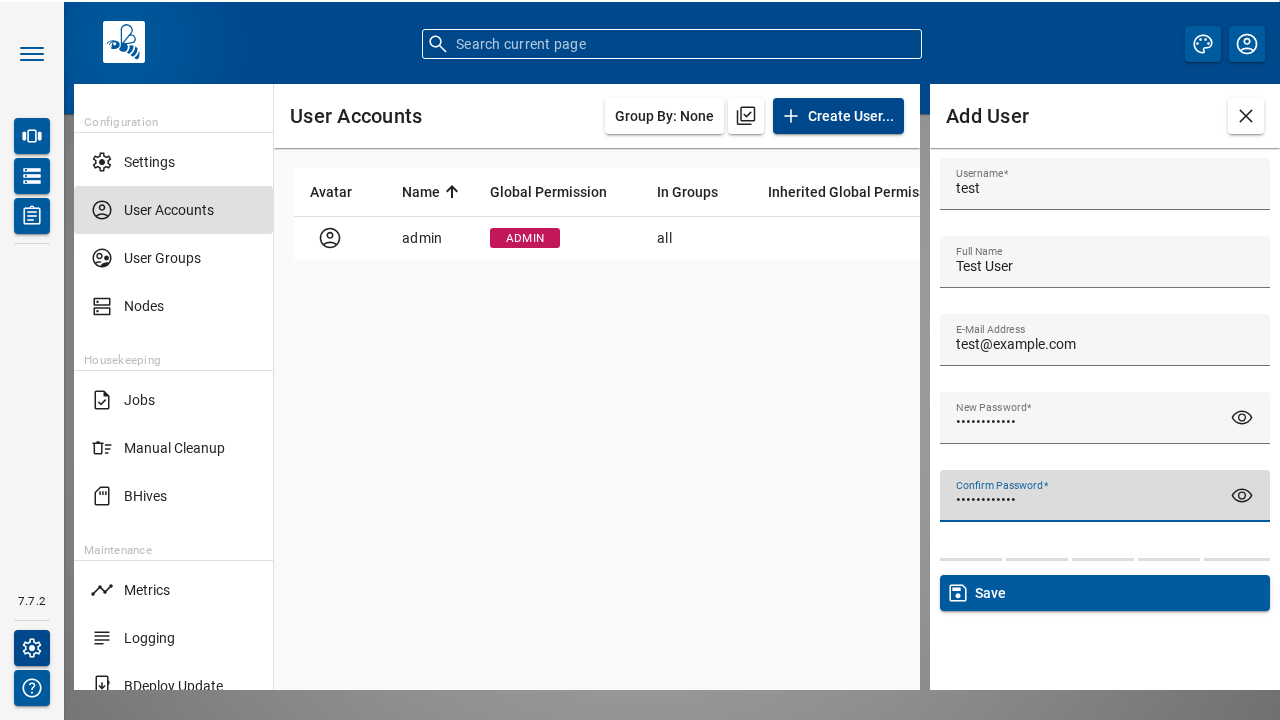 Search current page
Configuration
Settings
User Accounts
User Groups
Nodes
Housekeeping
Jobs
Manual Cleanup
BHives
Maintenance
Metrics
Logging
BDeploy Update
7.7.2
User Accounts
Group By: None
Create User...
Avatar Name Global Permission In Groups Inherited Global Permis
admin ADMIN all
Add User
Username*
test
Full Name
Test User
E-Mail Address
test@example.com
New Password*
••••••••••••
Confirm Password*
••••••••••••
Save